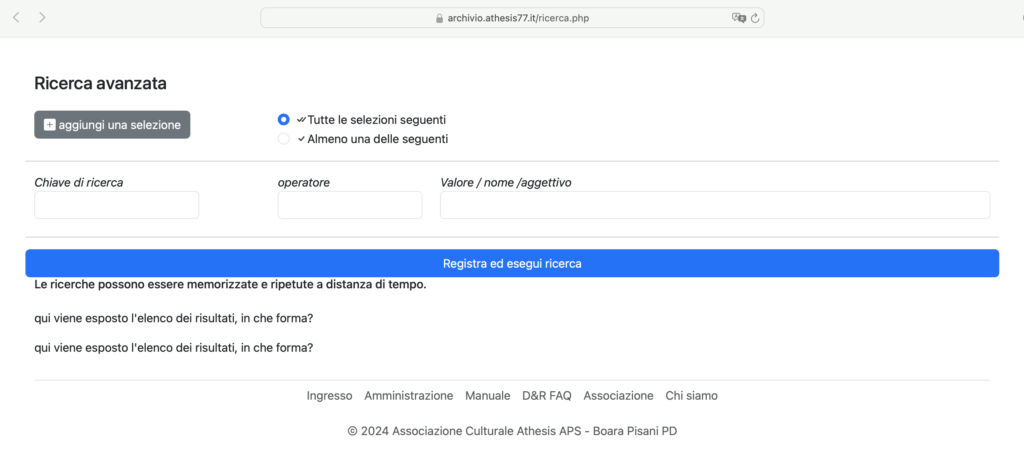 archivio.athesis77.it/ricerca.php
Ricerca avanzata
aggiungi una selezione
Tutte le selezioni seguenti
Almeno una delle seguenti
Chiave di ricerca operatore Valore / nome /aggettivo
Registra ed esegui ricerca
Le ricerche possono essere memorizzate e ripetute a distanza di tempo.
qui viene esposto l'elenco dei risultati, in che forma?
qui viene esposto l'elenco dei risultati, in che forma?
Ingresso Amministrazione Manuale D&R FAQ Associazione Chi siamo
© 2024 Associazione Culturale Athesis APS - Boara Pisani PD